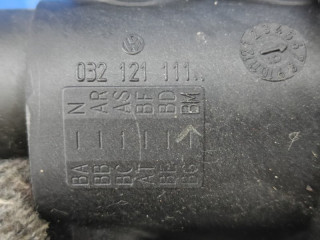 032 121 111
N AR AS BF BD BM
BA BB BC AT BE BG